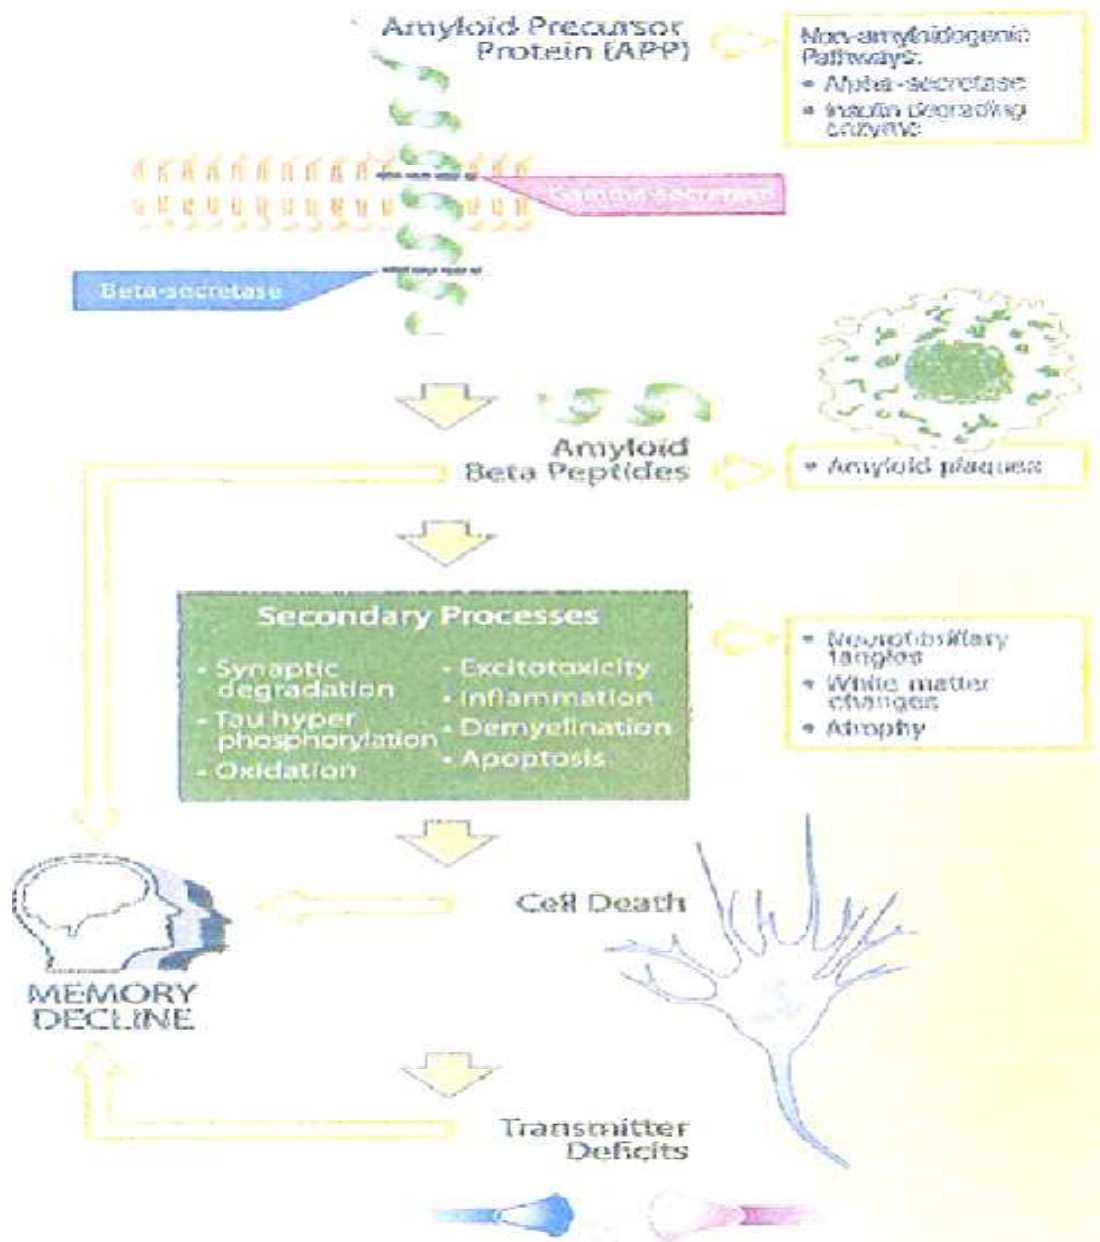 Amyloid Precursor
Protein (APP)
Non-amyloidogenic
Pathways:
• Alpha-secretase
• Insulin degrading
enzyme
Gamma-secretase
Beta-secretase
Amyloid
Beta Peptides
• Amyloid plaques
Secondary Processes
• Synaptic
degradation
• Tau hyper
phosphorylation
• Oxidation
• Excitotoxicity
• Inflammation
• Demyelination
• Apoptosis
• Neurofibrillary
tangles
• White matter
changes
• Atrophy
Cell Death
MEMORY
DECLINE
Transmitter
Deficits